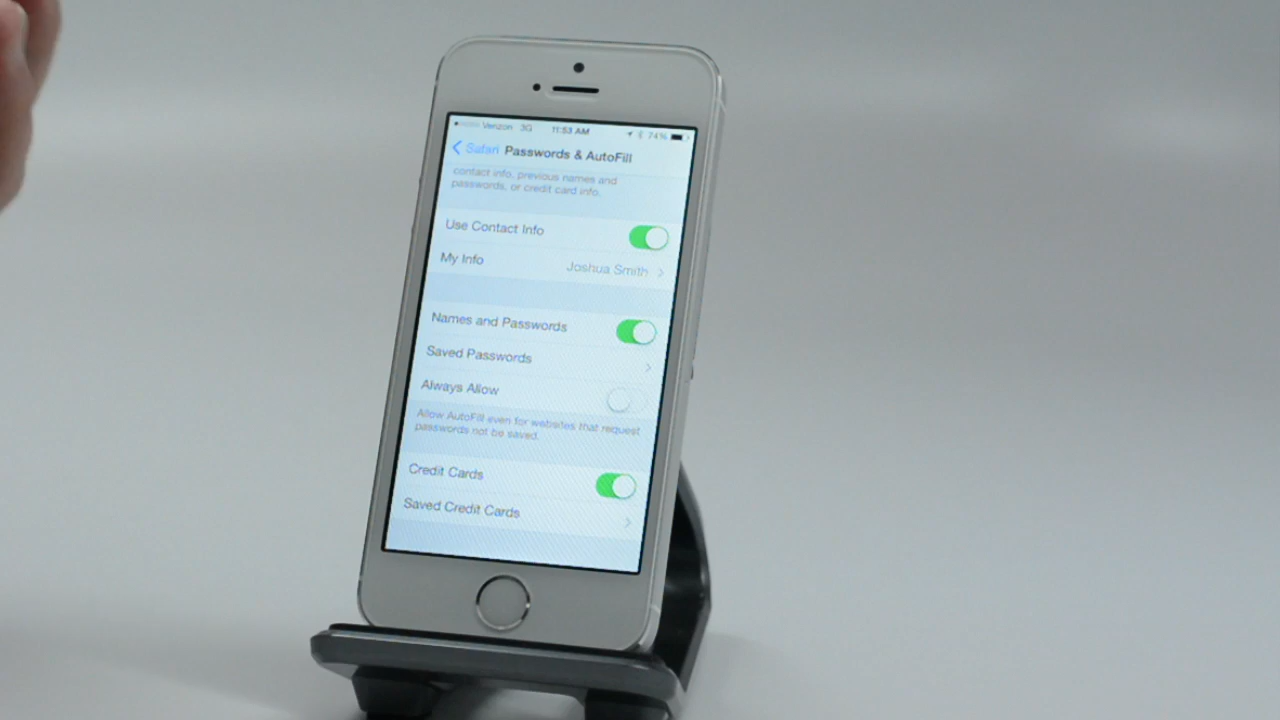 Verizon 3G 11:53 AM 74%
Safari Passwords & AutoFill
contact info, previous names and
passwords, or credit card info.
Use Contact Info
My Info Joshua Smith
Names and Passwords
Saved Passwords
Always Allow
Allow AutoFill even for websites that request
passwords not be saved.
Credit Cards
Saved Credit Cards